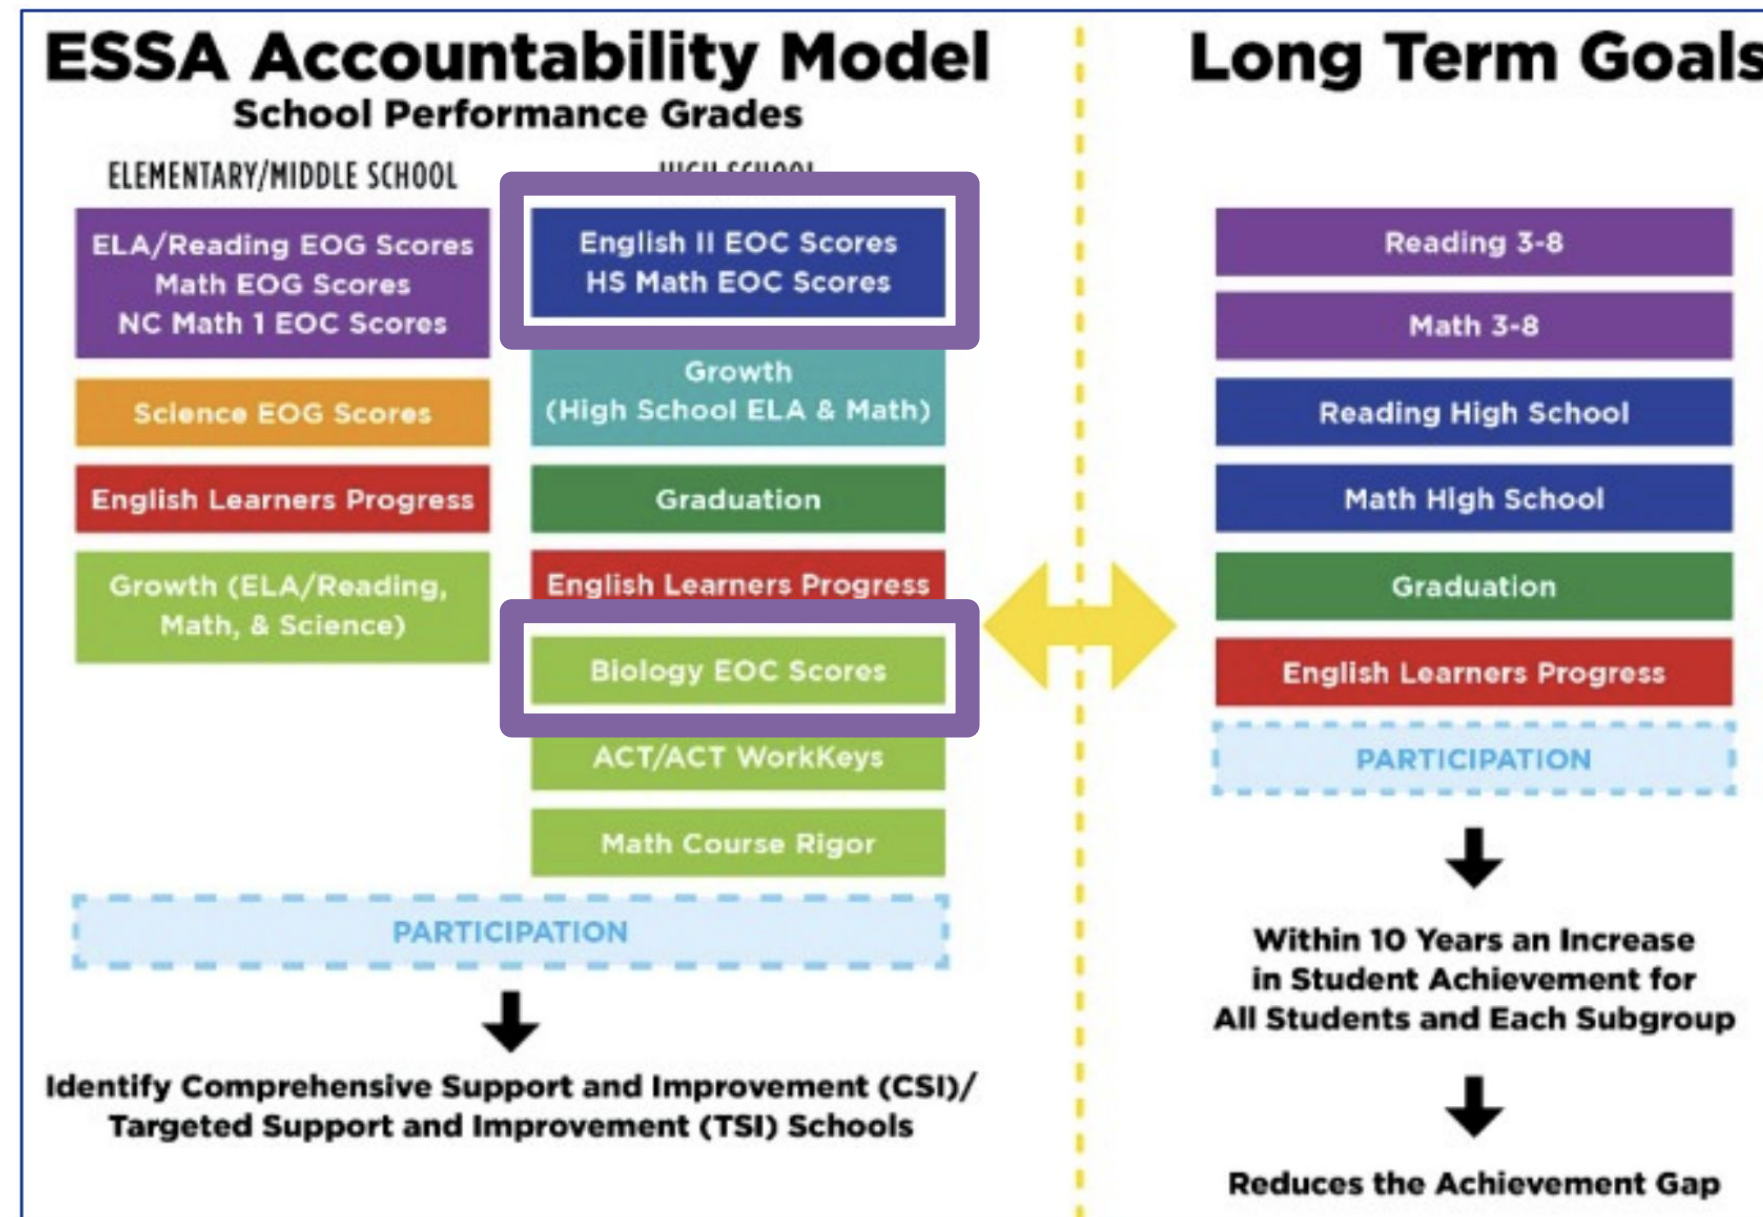 ESSA Accountability Model
School Performance Grades
ELEMENTARY/MIDDLE SCHOOL
HIGH SCHOOL
ELA/Reading EOG Scores
Math EOG Scores
NC Math 1 EOC Scores
Science EOG Scores
English Learners Progress
Growth (ELA/Reading,
Math, & Science)
English II EOC Scores
HS Math EOC Scores
Growth
(High School ELA & Math)
Graduation
English Learners Progress
Biology EOC Scores
ACT/ACT WorkKeys
Math Course Rigor
PARTICIPATION
Identify Comprehensive Support and Improvement (CSI)/
Targeted Support and Improvement (TSI) Schools
Long Term Goals
Reading 3-8
Math 3-8
Reading High School
Math High School
Graduation
English Learners Progress
PARTICIPATION
Within 10 Years an Increase
in Student Achievement for
All Students and Each Subgroup
Reduces the Achievement Gap